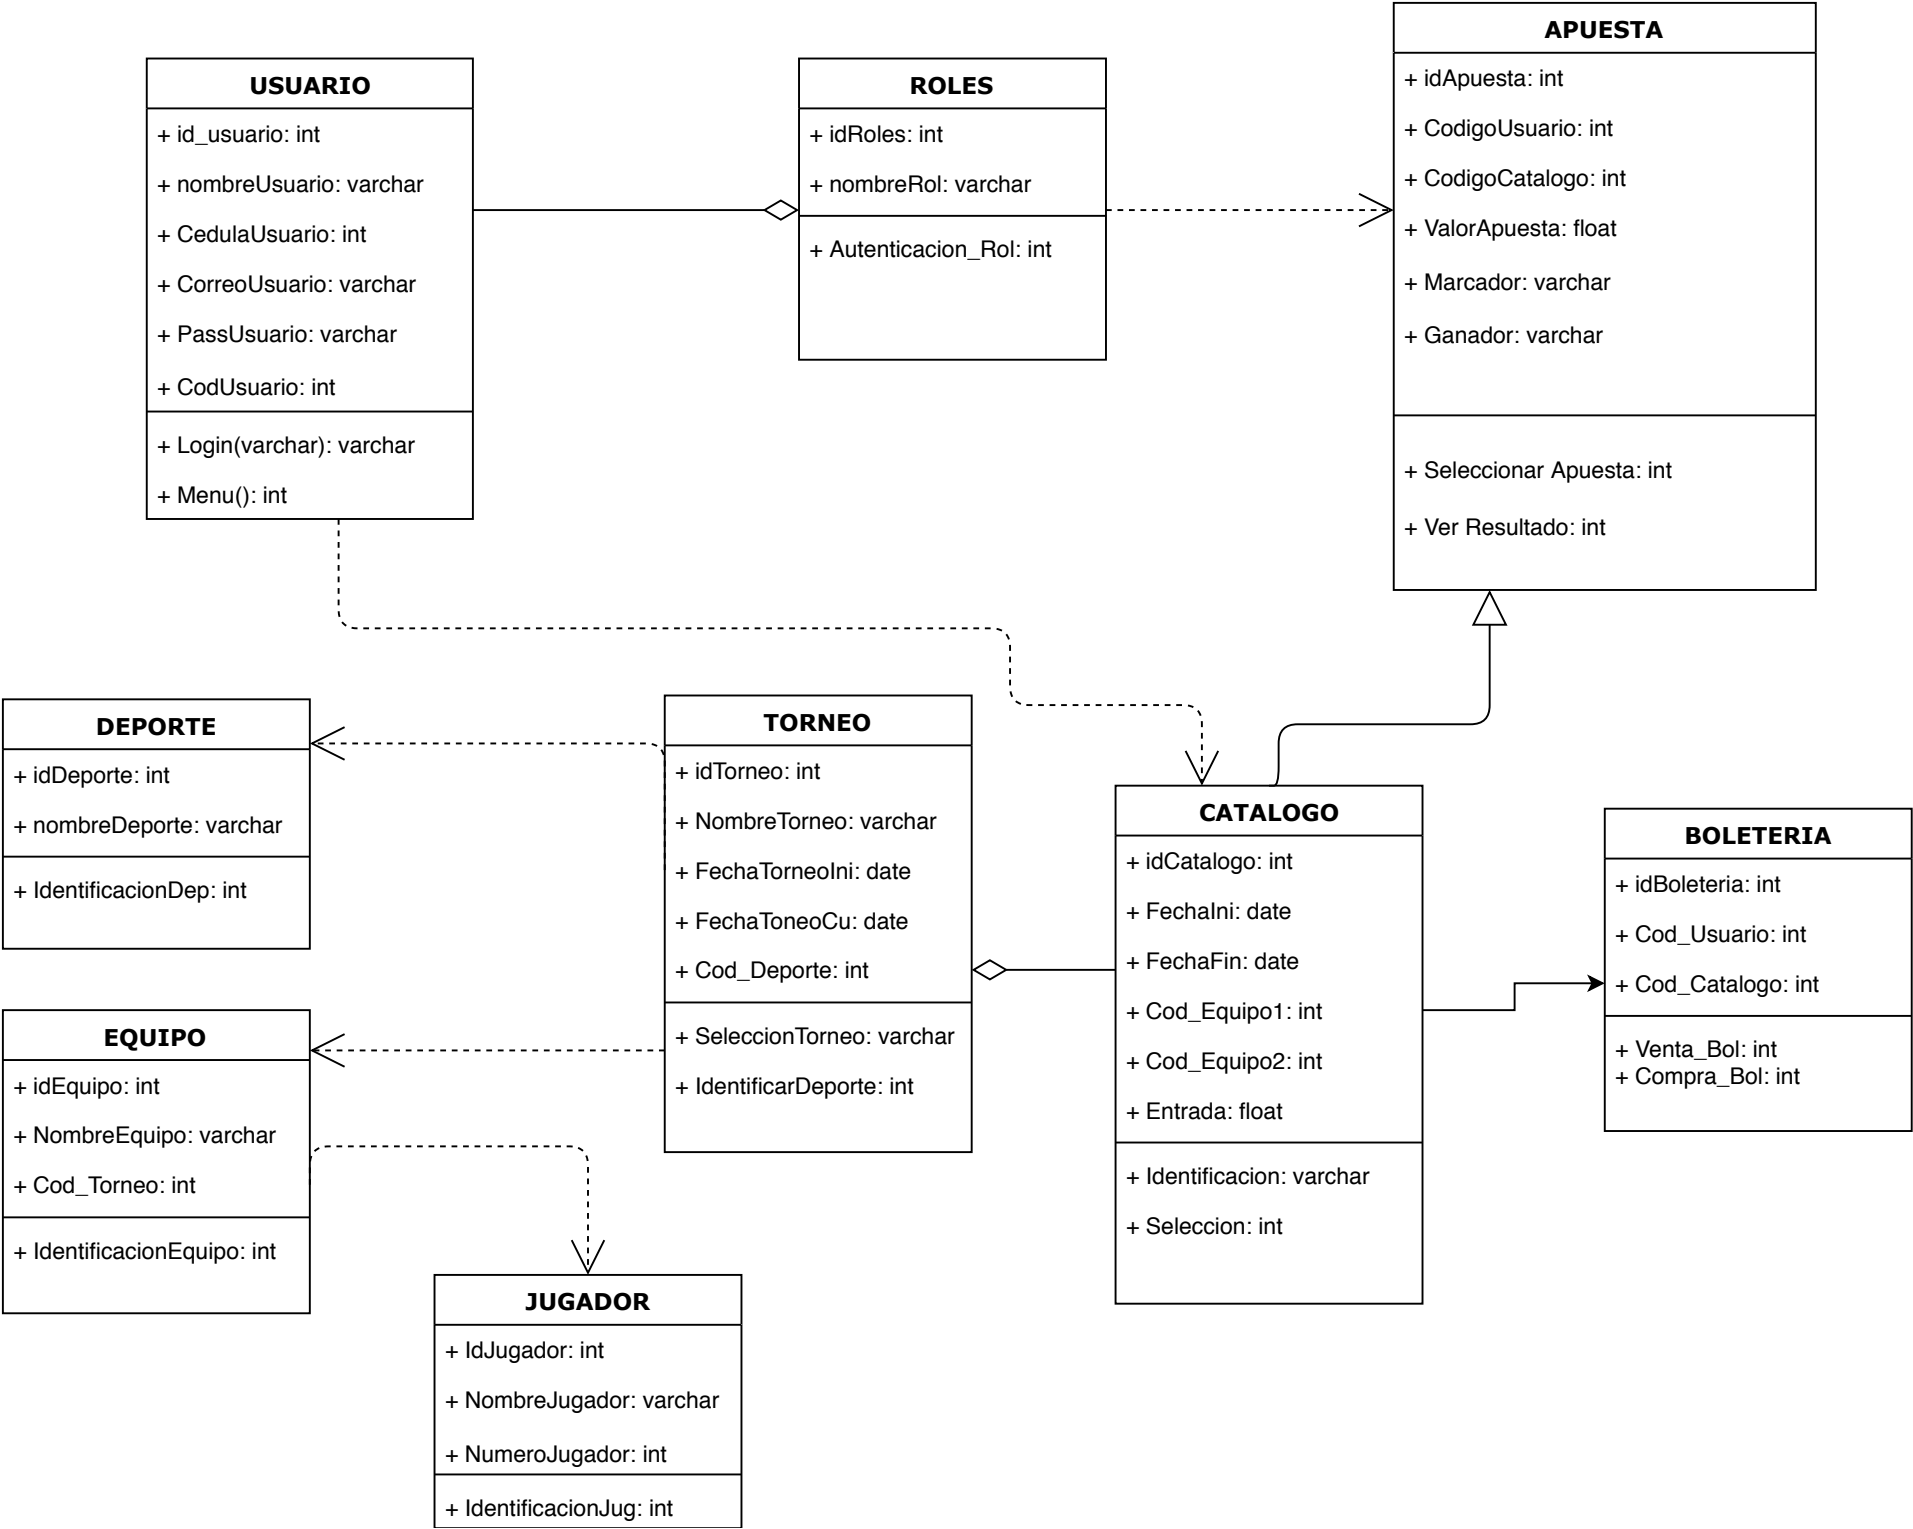 USUARIO
+ id_usuario: int
+ nombreUsuario: varchar
+ CedulaUsuario: int
+ CorreoUsuario: varchar
+ PassUsuario: varchar
+ CodUsuario: int
+ Login(varchar): varchar
+ Menu(): int
ROLES
+ idRoles: int
+ nombreRol: varchar
+ Autenticacion_Rol: int
APUESTA
+ idApuesta: int
+ CodigoUsuario: int
+ CodigoCatalogo: int
+ ValorApuesta: float
+ Marcador: varchar
+ Ganador: varchar
+ Seleccionar Apuesta: int
+ Ver Resultado: int
DEPORTE
+ idDeporte: int
+ nombreDeporte: varchar
+ IdentificacionDep: int
TORNEO
+ idTorneo: int
+ NombreTorneo: varchar
+ FechaTorneoIni: date
+ FechaToneoCu: date
+ Cod_Deporte: int
+ SeleccionTorneo: varchar
+ IdentificarDeporte: int
CATALOGO
+ idCatalogo: int
+ FechaIni: date
+ FechaFin: date
+ Cod_Equipo1: int
+ Cod_Equipo2: int
+ Entrada: float
+ Identificacion: varchar
+ Seleccion: int
BOLETERIA
+ idBoleteria: int
+ Cod_Usuario: int
+ Cod_Catalogo: int
+ Venta_Bol: int
+ Compra_Bol: int
EQUIPO
+ idEquipo: int
+ NombreEquipo: varchar
+ Cod_Torneo: int
+ IdentificacionEquipo: int
JUGADOR
+ IdJugador: int
+ NombreJugador: varchar
+ NumeroJugador: int
+ IdentificacionJug: int